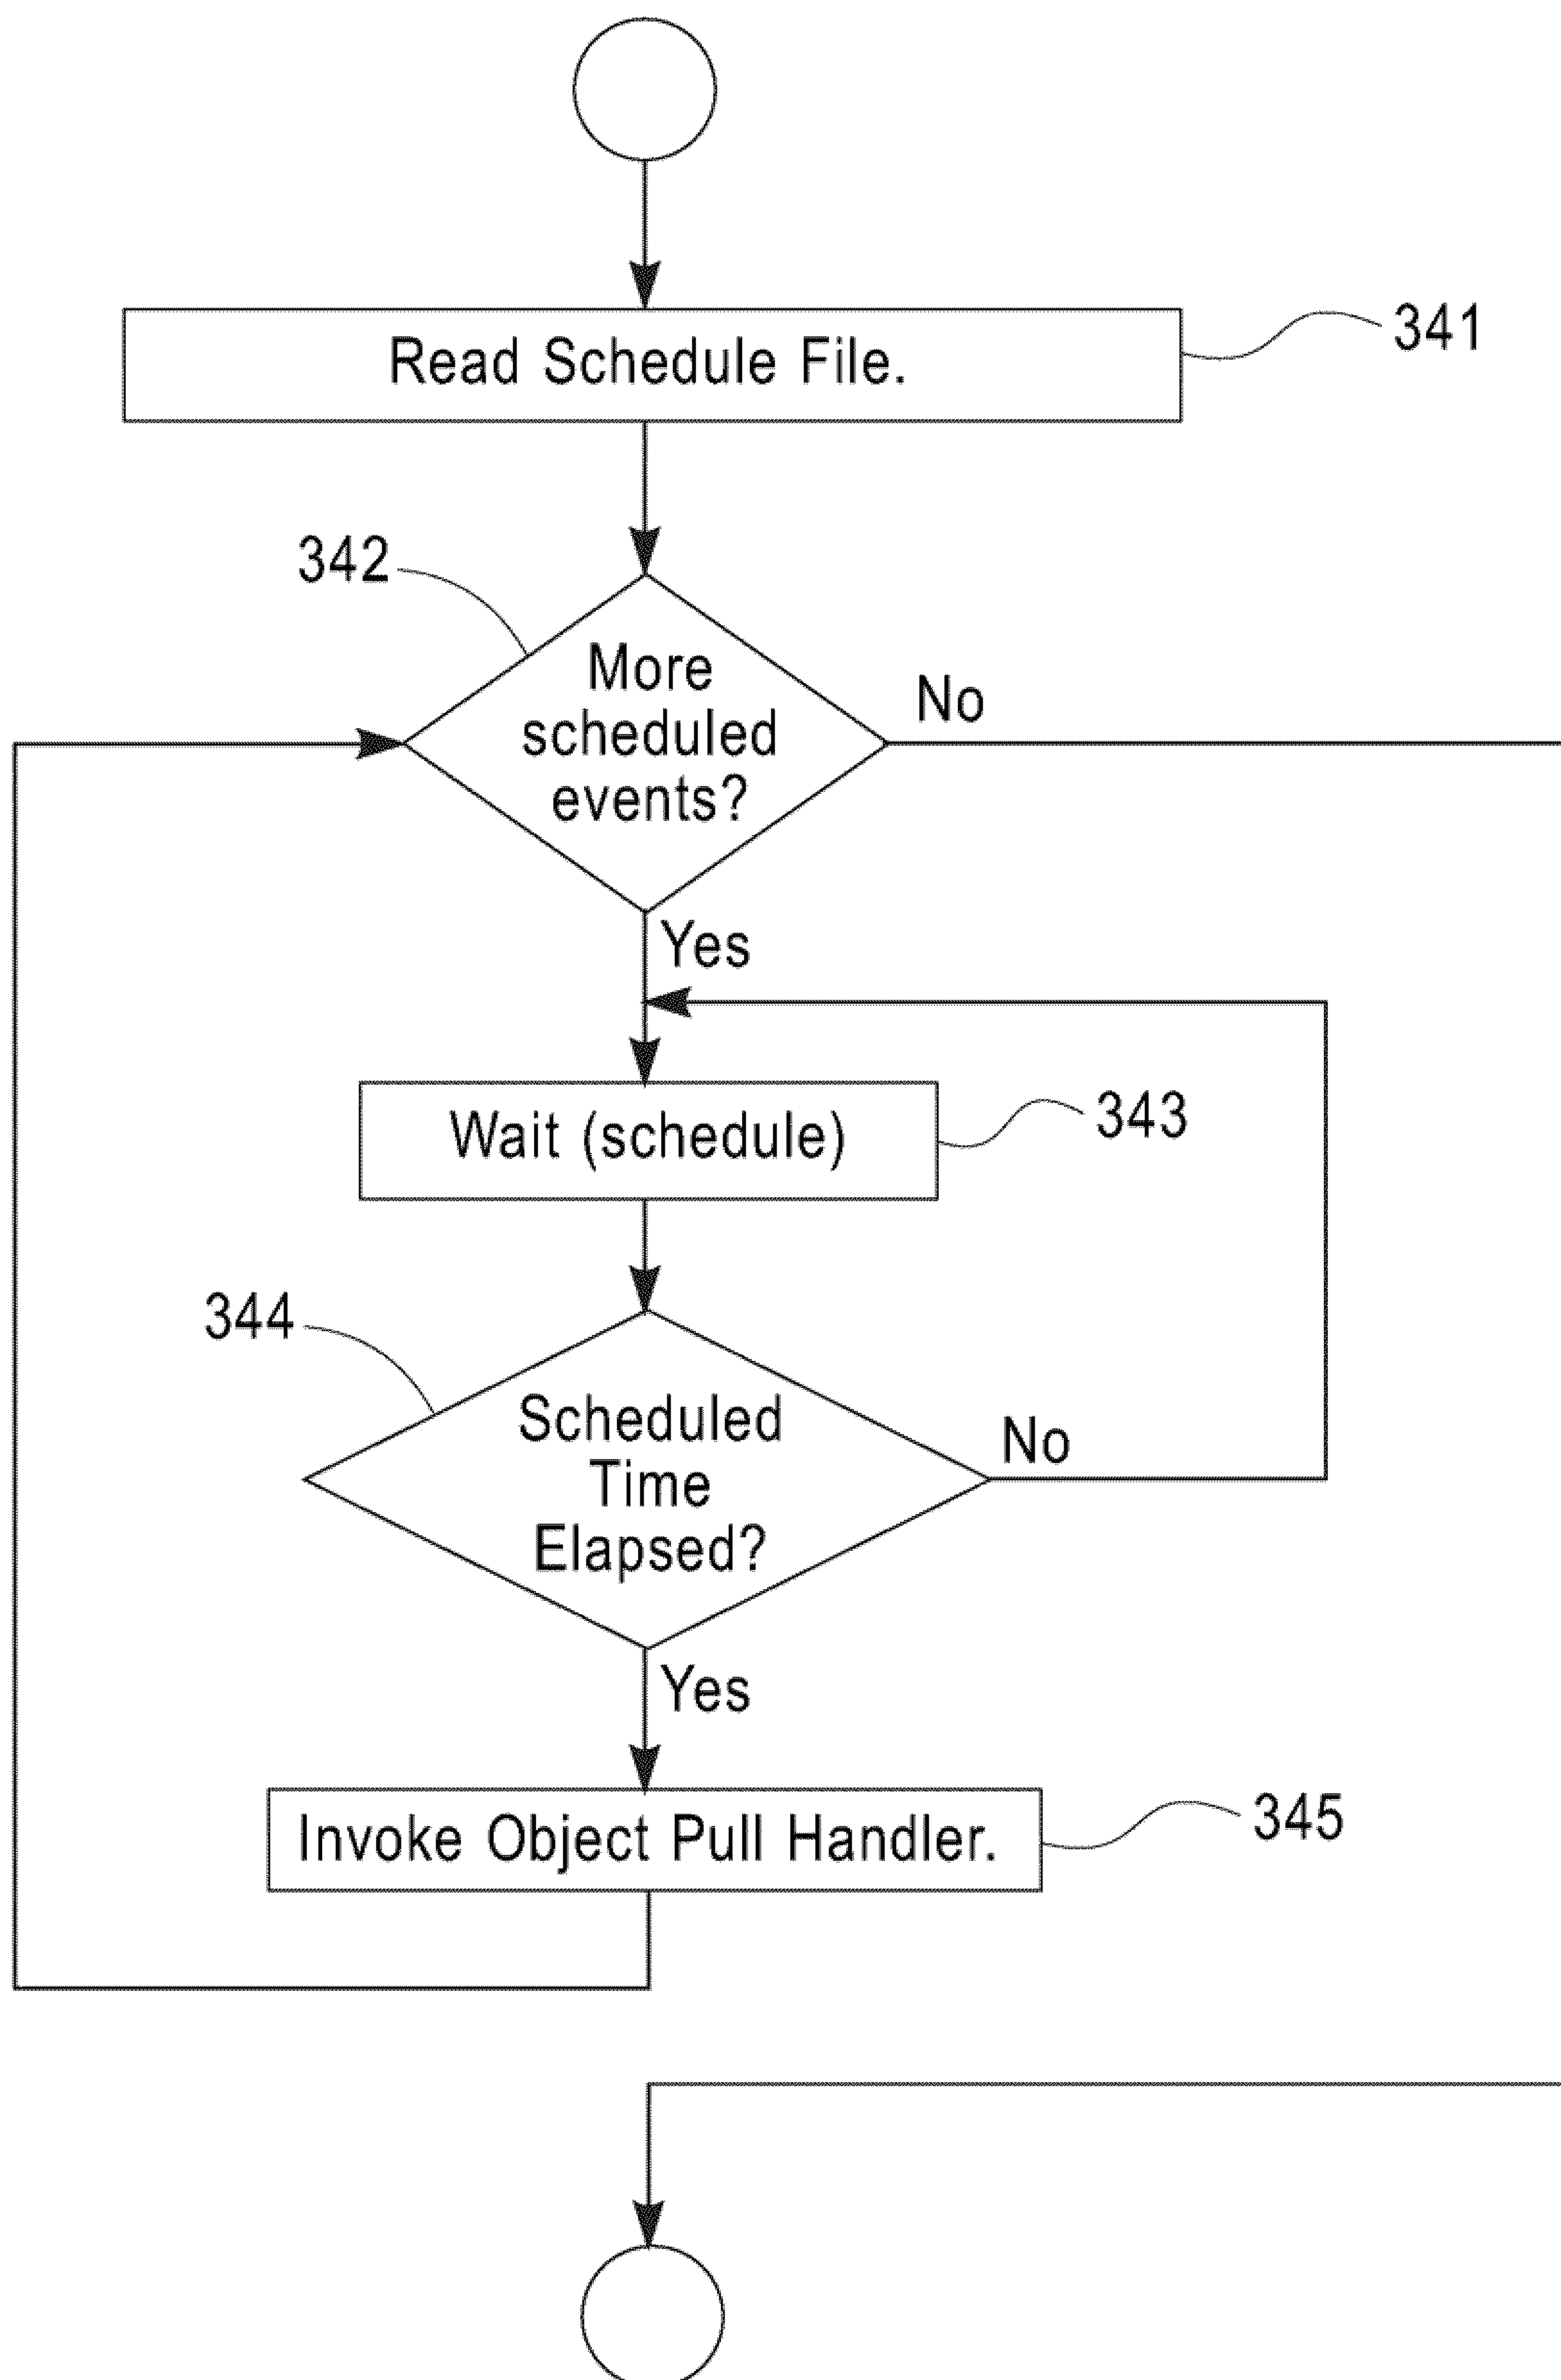 Read Schedule File.
341
342
More
scheduled
events?
No
Yes
Wait (schedule)
343
344
Scheduled
Time
Elapsed?
No
Yes
Invoke Object Pull Handler.
345